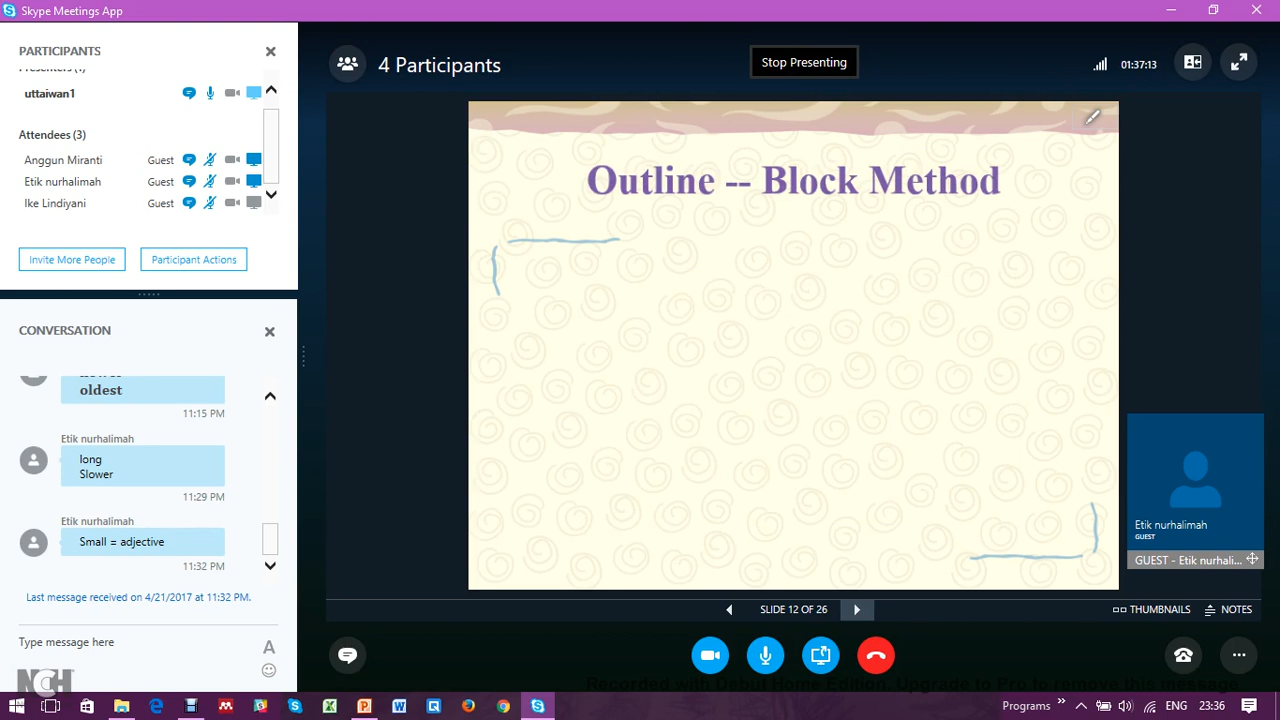 Skype Meetings App
PARTICIPANTS
Presenters (1)
uttaiwan1
Attendees (3)
Anggun Miranti Guest
Etik nurhalimah Guest
Ike Lindiyani Guest
Invite More People Participant Actions
CONVERSATION
oldest
11:15 PM
Etik nurhalimah
long
Slower
11:29 PM
Etik nurhalimah
Small = adjective
11:32 PM
Last message received on 4/21/2017 at 11:32 PM.
Type message here
A
NCH
4 Participants
Stop Presenting
01:37:13
Outline -- Block Method
Etik nurhalimah
GUEST
GUEST - Etik nurhali...
SLIDE 12 OF 26
THUMBNAILS
NOTES
Recorded with Debut Home Edition. Upgrade to Pro to remove this message.
Programs
ENG
23:36